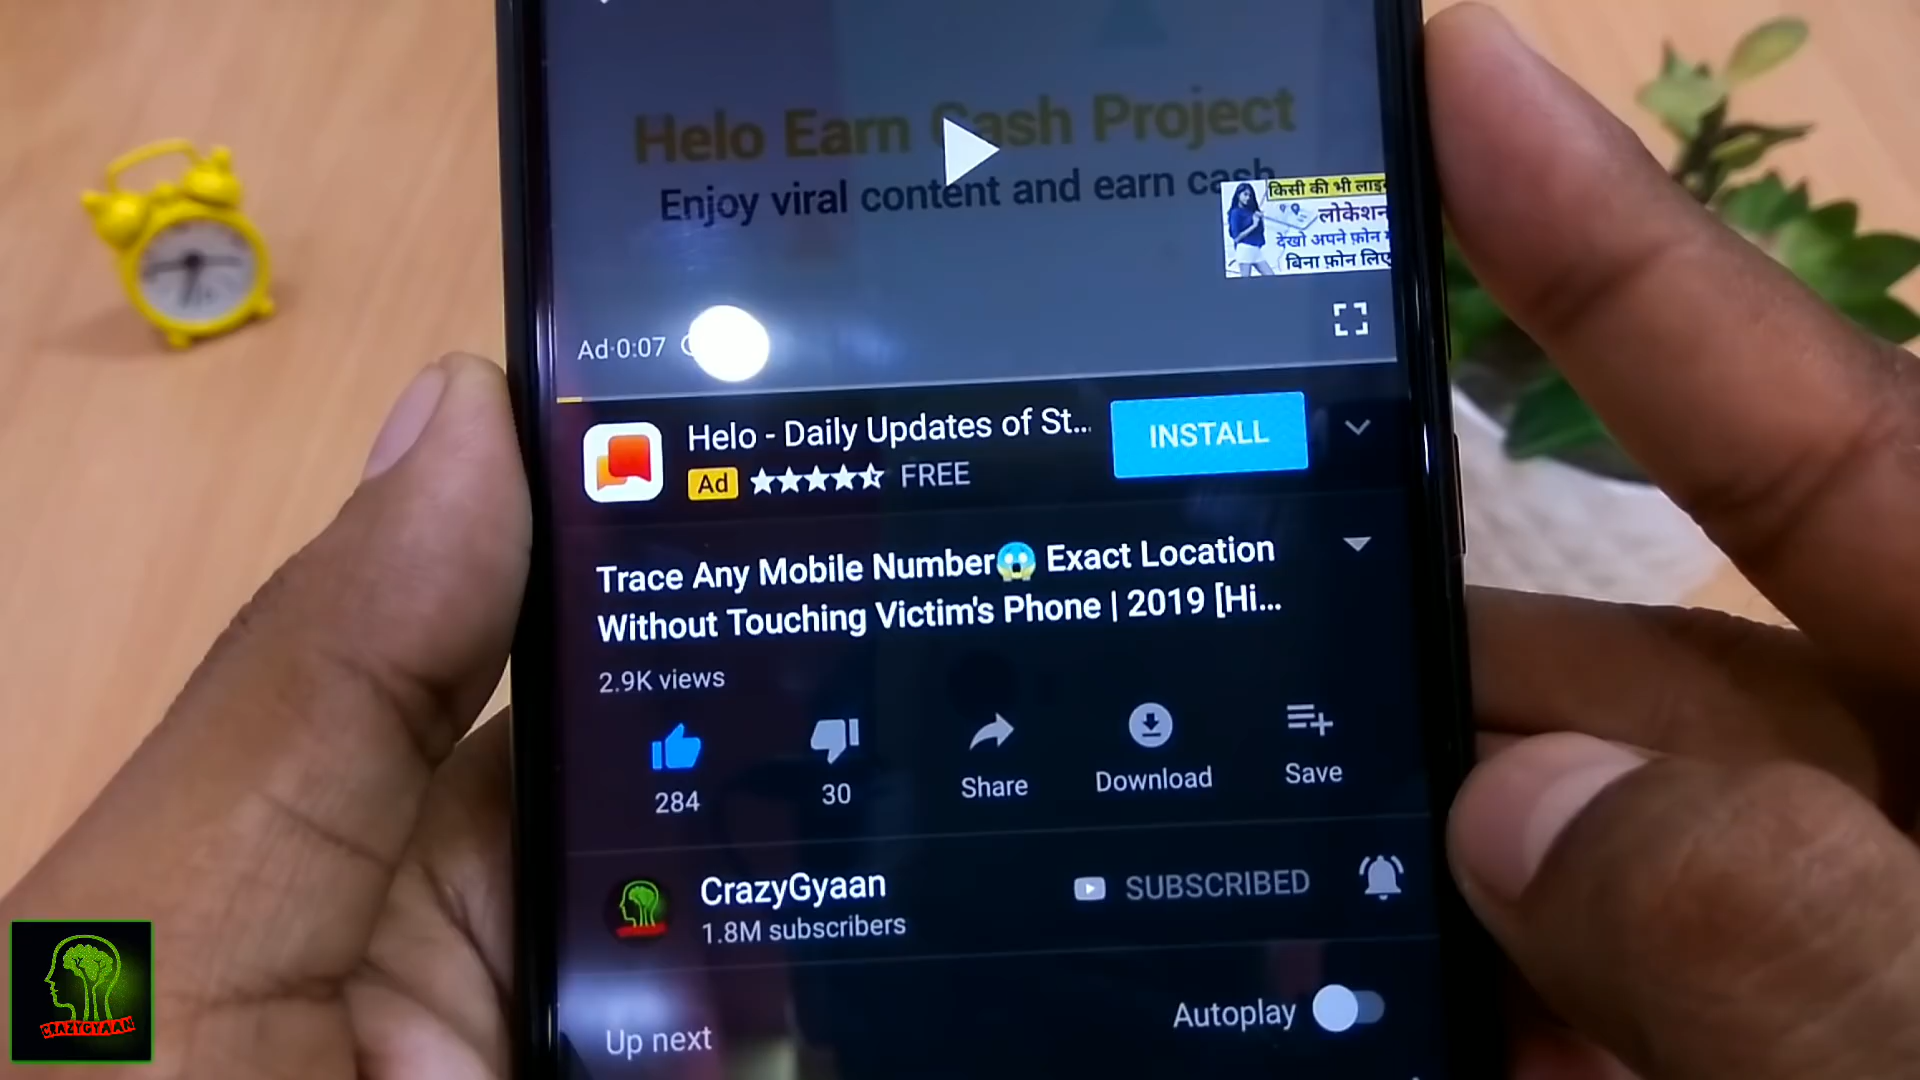 Helo Earn Cash Project
Enjoy viral content and earn cash
किसी की भी
लोकेशन
देखो अपने फ़ोन
बिना फ़ोन लिए
Ad·0:07
Helo - Daily Updates of St...
INSTALL
Ad
FREE
Trace Any Mobile Number😱 Exact Location
Without Touching Victim's Phone | 2019 [Hi...
2.9K views
284
30
Share
Download
Save
CrazyGyaan
1.8M subscribers
SUBSCRIBED
Autoplay
Up next
CRAZYGYAAN